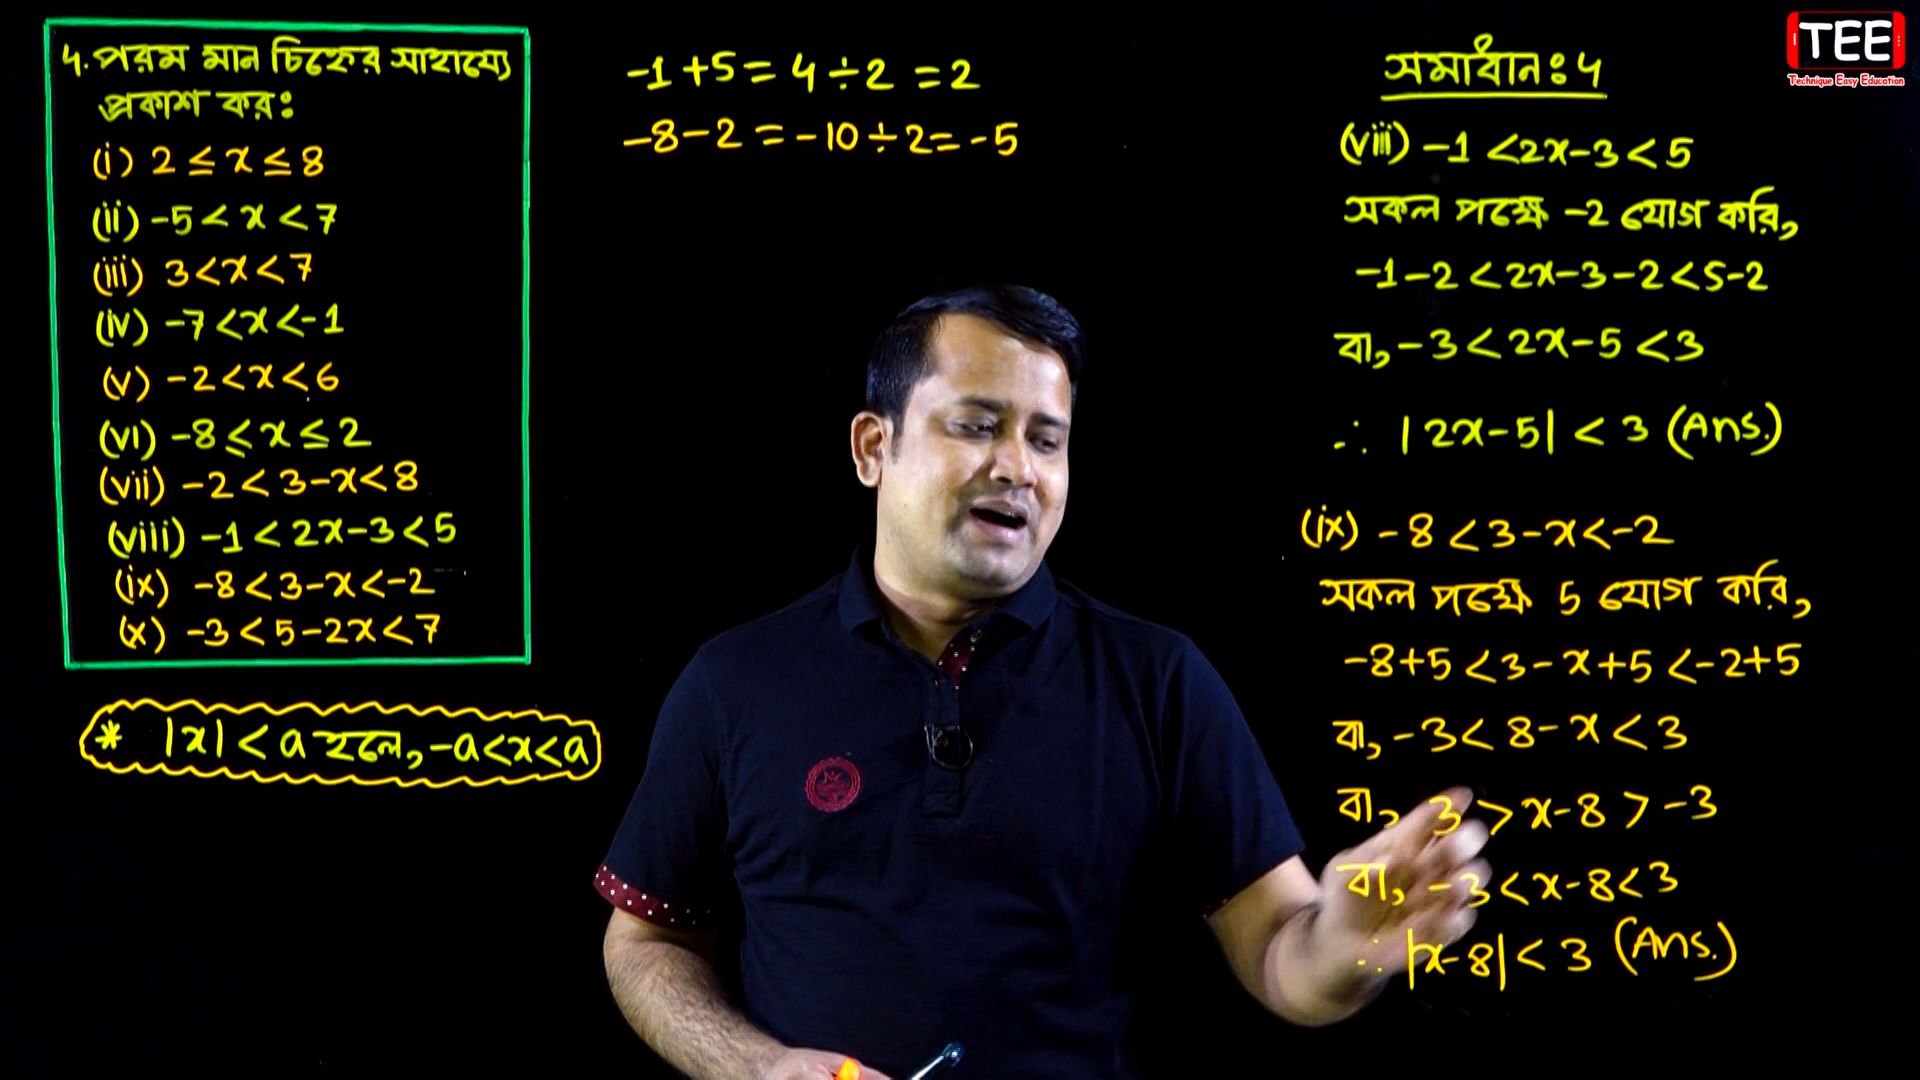 4. পরম মান চিহ্নের সাহায্যে
প্রকাশ কর:
(i) 2 ≤ x ≤ 8
(ii) -5 < x < 7
(iii) 3 < x < 7
(iv) -7 < x < -1
(v) -2 < x < 6
(vi) -8 ≤ x ≤ 2
(vii) -2 < 3-x < 8
(viii) -1 < 2x-3 < 5
(ix) -8 < 3-x < -2
(x) -3 < 5-2x < 7
* |x| < a হলে, -a < x < a
-1+5 = 4 ÷ 2 = 2
-8-2 = -10 ÷ 2 = -5
সমাধান: 4
(viii) -1 < 2x-3 < 5
সকল পক্ষে -2 যোগ করি,
-1-2 < 2x-3-2 < 5-2
বা, -3 < 2x-5 < 3
∴ |2x-5| < 3 (Ans.)
(ix) -8 < 3-x < -2
সকল পক্ষে 5 যোগ করি,
-8+5 < 3-x+5 < -2+5
বা, -3 < 8-x < 3
বা, 3 > x-8 > -3
বা, -3 < x-8 < 3
∴ |x-8| < 3 (Ans.)
TEE
Technique Easy Education